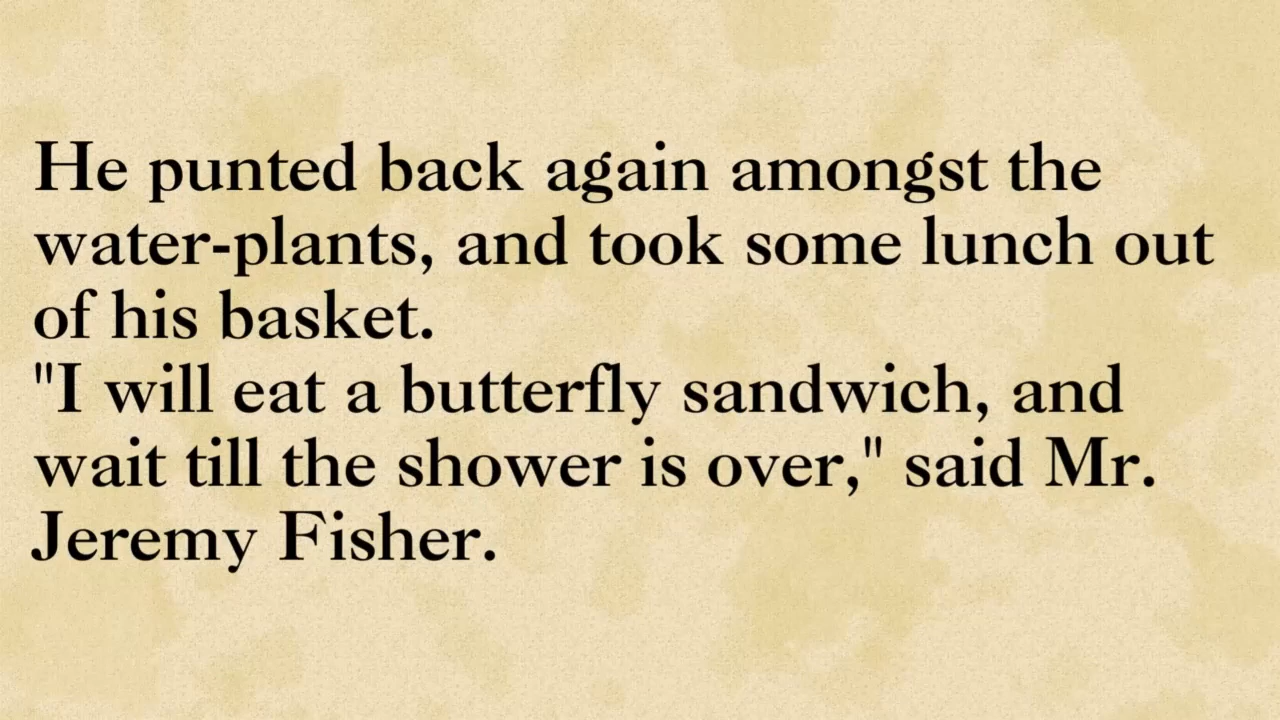 He punted back again amongst the
water-plants, and took some lunch out
of his basket.
"I will eat a butterfly sandwich, and
wait till the shower is over," said Mr.
Jeremy Fisher.